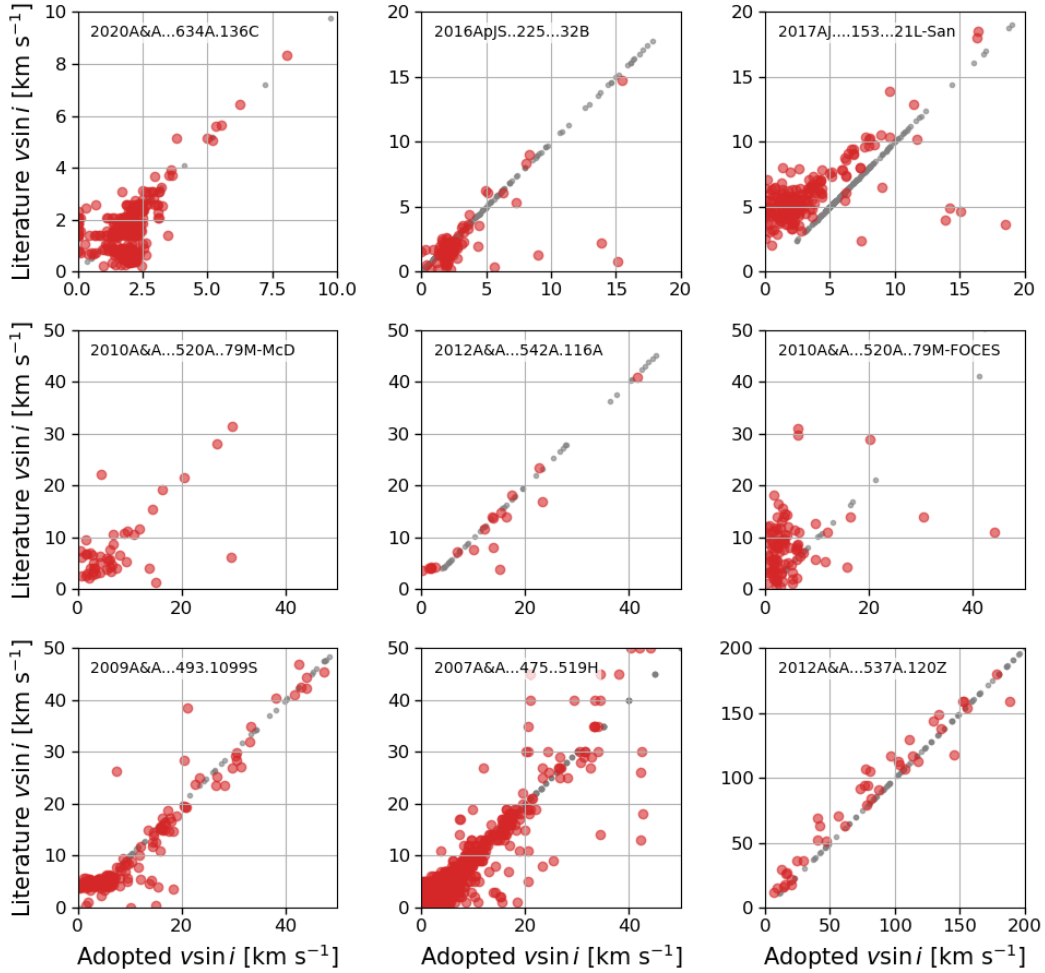 Literature vsin i [km s⁻¹]
10
8
6
4
2
0
2020A&A...634A.136C
0.0 2.5 5.0 7.5 10.0
20
15
10
5
0
2016ApJS..225...32B
0 5 10 15 20
20
15
10
5
0
2017AJ....153...21L-San
0 5 10 15 20
Literature vsin i [km s⁻¹]
50
40
30
20
10
0
2010A&A...520A..79M-McD
0 20 40
50
40
30
20
10
0
2012A&A...542A.116A
0 20 40
50
40
30
20
10
0
2010A&A...520A..79M-FOCES
0 20 40
Literature vsin i [km s⁻¹]
50
40
30
20
10
0
2009A&A...493.1099S
0 20 40
Adopted vsin i [km s⁻¹]
50
40
30
20
10
0
2007A&A...475..519H
0 20 40
Adopted vsin i [km s⁻¹]
200
150
100
50
0
2012A&A...537A.120Z
0 50 100 150 200
Adopted vsin i [km s⁻¹]